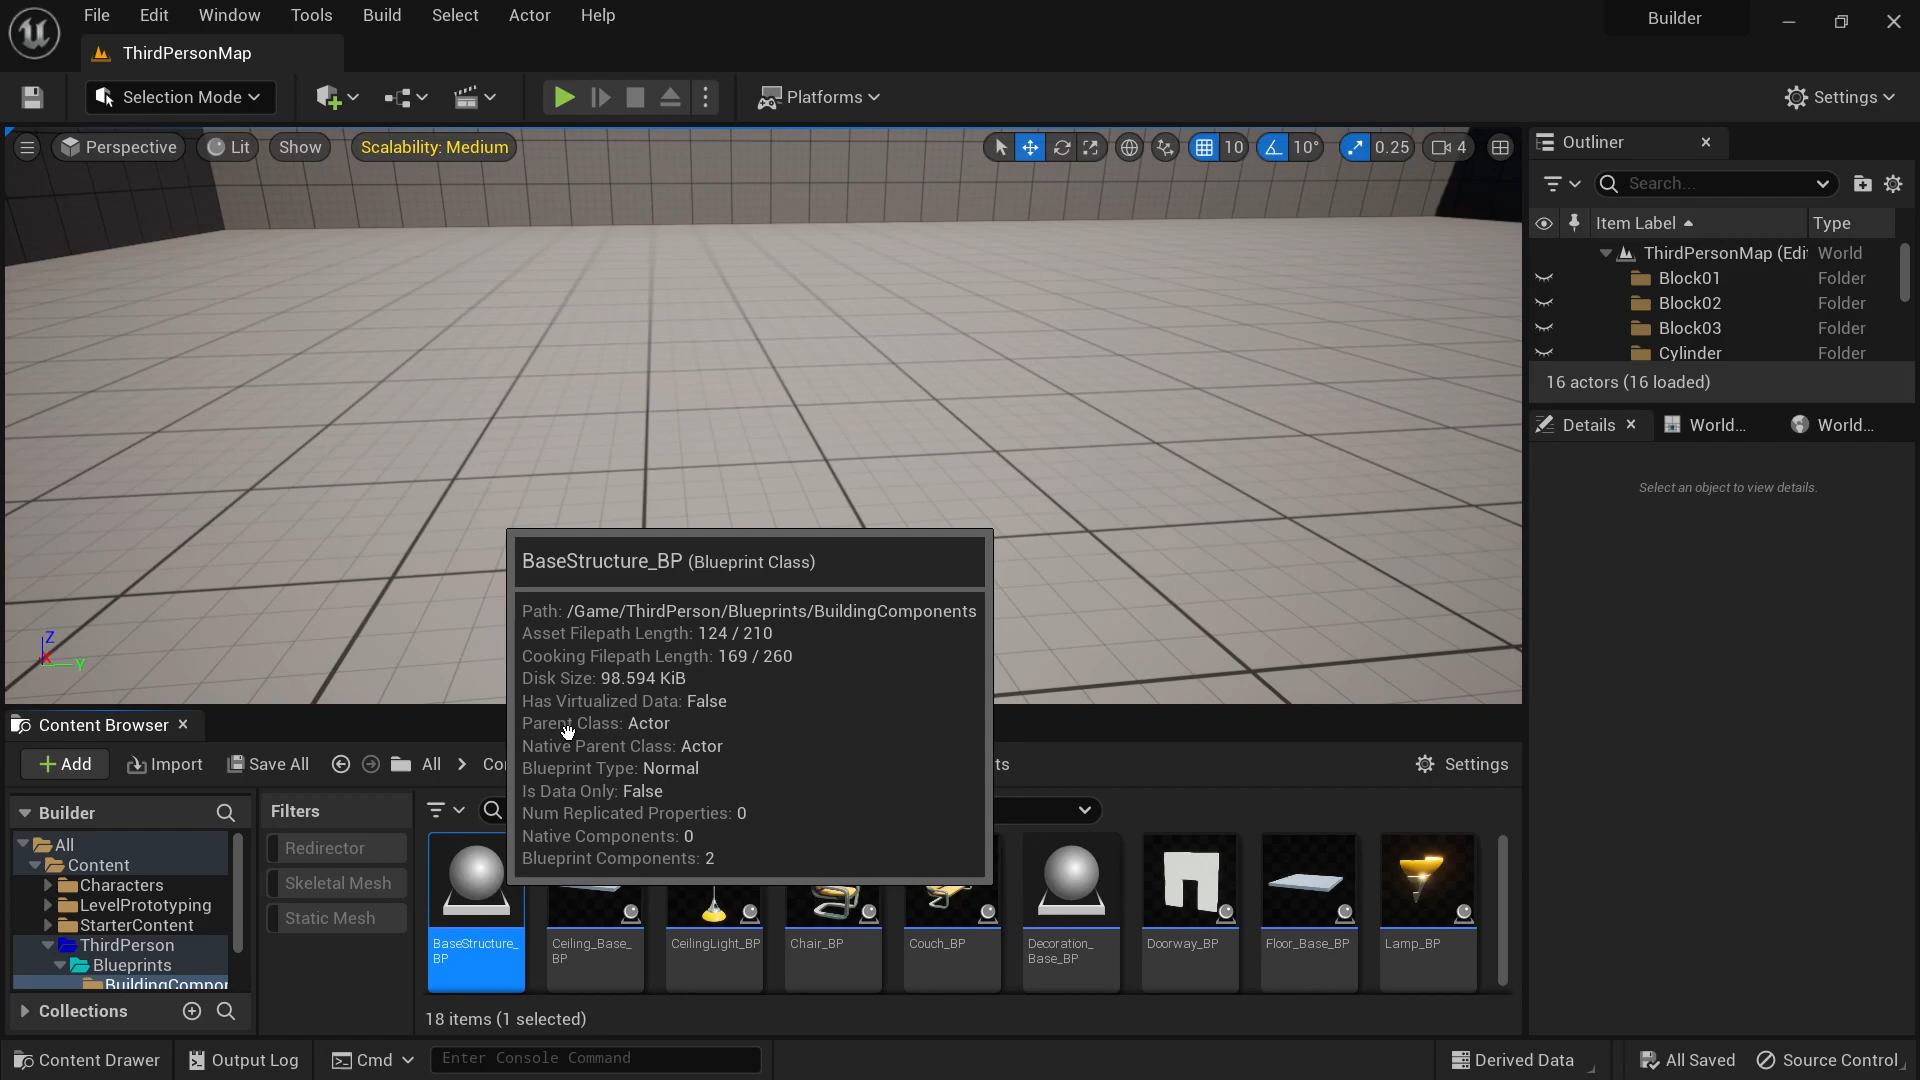 File Edit Window Tools Build Select Actor Help
Builder
ThirdPersonMap
Selection Mode
Platforms
Settings
Perspective Lit Show Scalability: Medium
10 10° 0.25 4
Outliner
Search...
Item Label Type
ThirdPersonMap (Edit World
Block01 Folder
Block02 Folder
Block03 Folder
Cylinder Folder
16 actors (16 loaded)
Details World... World...
Select an object to view details.
Z
X
Y
BaseStructure_BP (Blueprint Class)
Path: /Game/ThirdPerson/Blueprints/BuildingComponents
Asset Filepath Length: 124 / 210
Cooking Filepath Length: 169 / 260
Disk Size: 98.594 KiB
Has Virtualized Data: False
Parent Class: Actor
Native Parent Class: Actor
Blueprint Type: Normal
Is Data Only: False
Num Replicated Properties: 0
Native Components: 0
Blueprint Components: 2
Content Browser
Add Import Save All All > Co ts Settings
Builder
All
Content
Characters
LevelPrototyping
StarterContent
ThirdPerson
Blueprints
BuildingCompo
Collections
Filters
Redirector
Skeletal Mesh
Static Mesh
BaseStructure_
BP
Ceiling_Base_
BP
CeilingLight_BP
Chair_BP
Couch_BP
Decoration_
Base_BP
Doorway_BP
Floor_Base_BP
Lamp_BP
18 items (1 selected)
Content Drawer Output Log Cmd Enter Console Command Derived Data All Saved Source Control